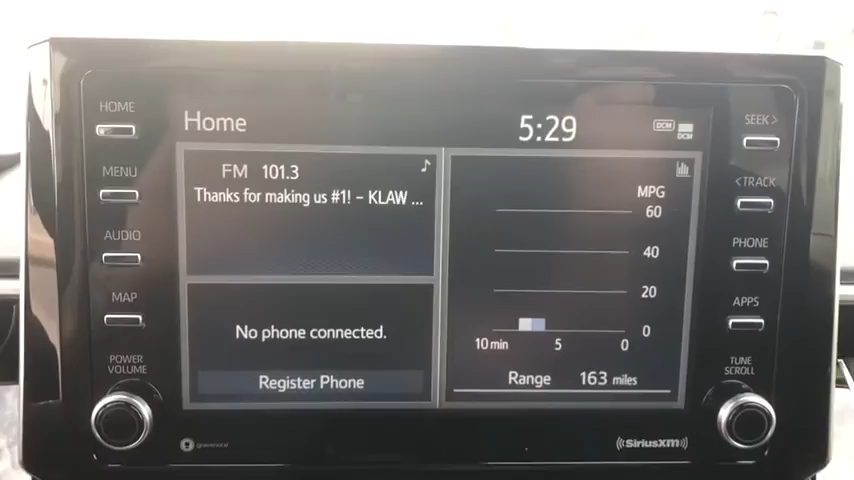 HOME
MENU
AUDIO
MAP
POWER
VOLUME
Home
5:29
DCM
DCM
FM 101.3
Thanks for making us #1! – KLAW ...
No phone connected.
Register Phone
MPG
60
40
20
0
10 min 5 0
Range 163 miles
SEEK >
< TRACK
PHONE
APPS
TUNE
SCROLL
gracenote
((SiriusXM))